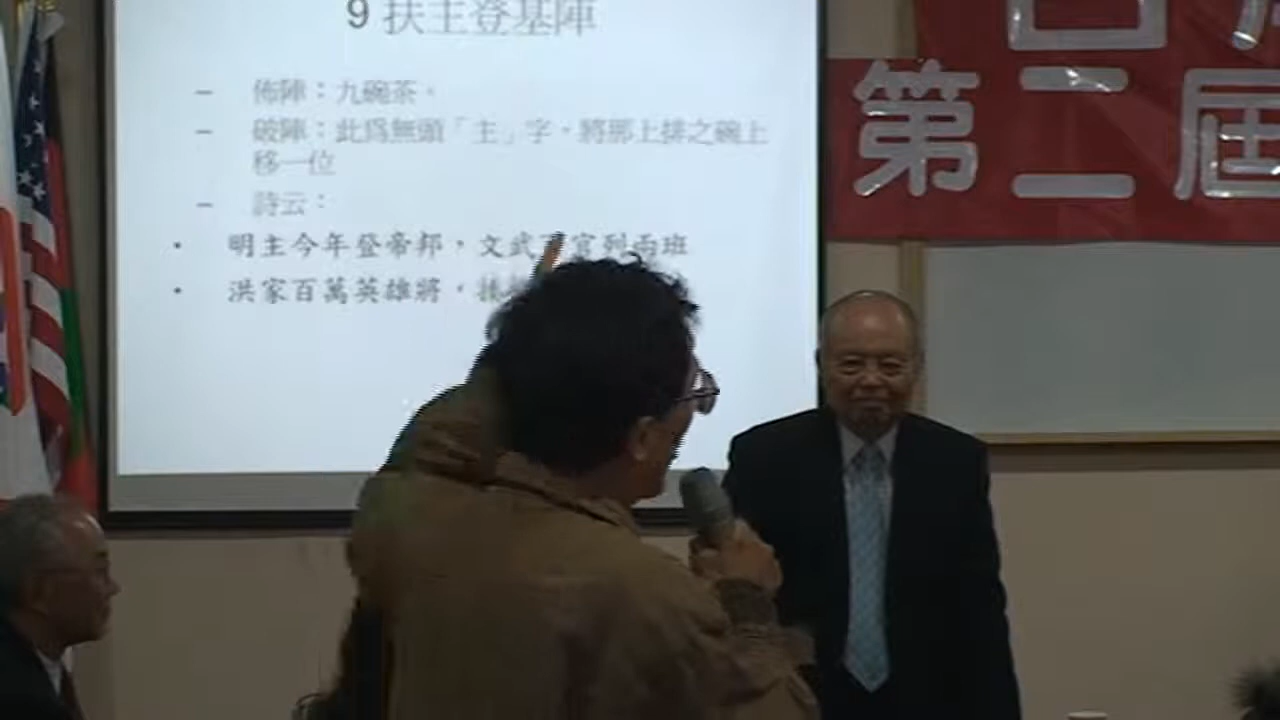 9 扶主登基陣
– 佈陣：九碗茶。
– 破陣：此為無頭「主」字，將那上排之碗上
移一位
– 詩云：
• 明主今年登帝邦，文武百官列兩班
• 洪家百萬英雄將，
第二屆